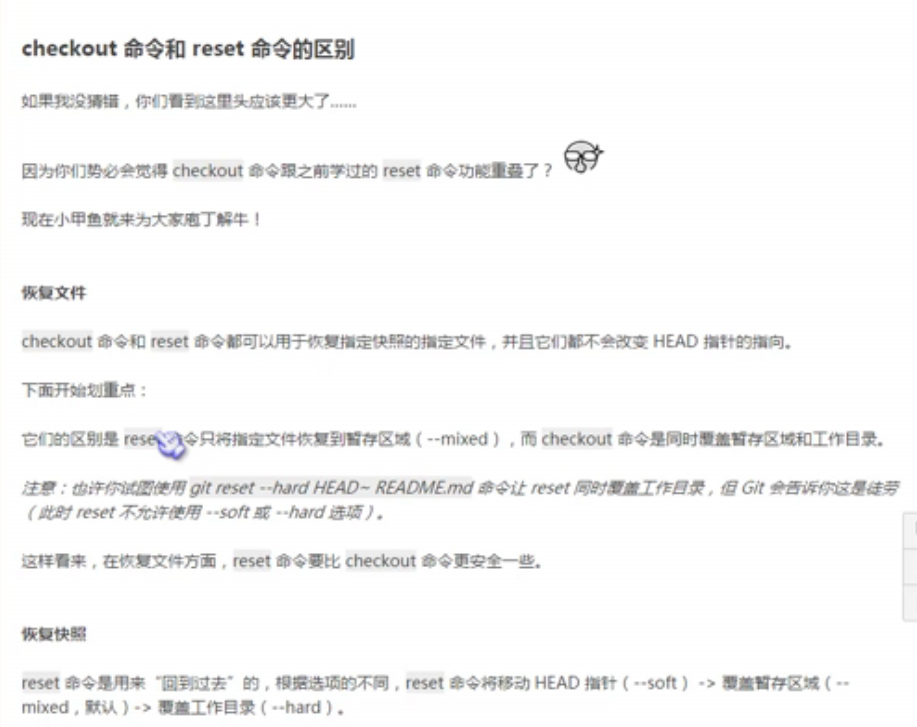 checkout 命令和 reset 命令的区别
如果我没猜错，你们看到这里头应该更大了......
因为你们势必会觉得 checkout 命令跟之前学过的 reset 命令功能重叠了？
现在小甲鱼就来为大家庖丁解牛！
恢复文件
checkout 命令和 reset 命令都可以用于恢复指定快照的指定文件，并且它们都不会改变 HEAD 指针的指向。
下面开始划重点：
它们的区别是 reset 命令只将指定文件恢复到暂存区域（--mixed），而 checkout 命令是同时覆盖暂存区域和工作目录。
注意：也许你试图使用 git reset --hard HEAD~ README.md 命令让 reset 同时覆盖工作目录，但 Git 会告诉你这是徒劳
（此时 reset 不允许使用 --soft 或 --hard 选项）。
这样看来，在恢复文件方面，reset 命令要比 checkout 命令更安全一些。
恢复快照
reset 命令是用来“回到过去”的，根据选项的不同，reset 命令将移动 HEAD 指针（--soft）-> 覆盖暂存区域（--
mixed，默认）-> 覆盖工作目录（--hard）。